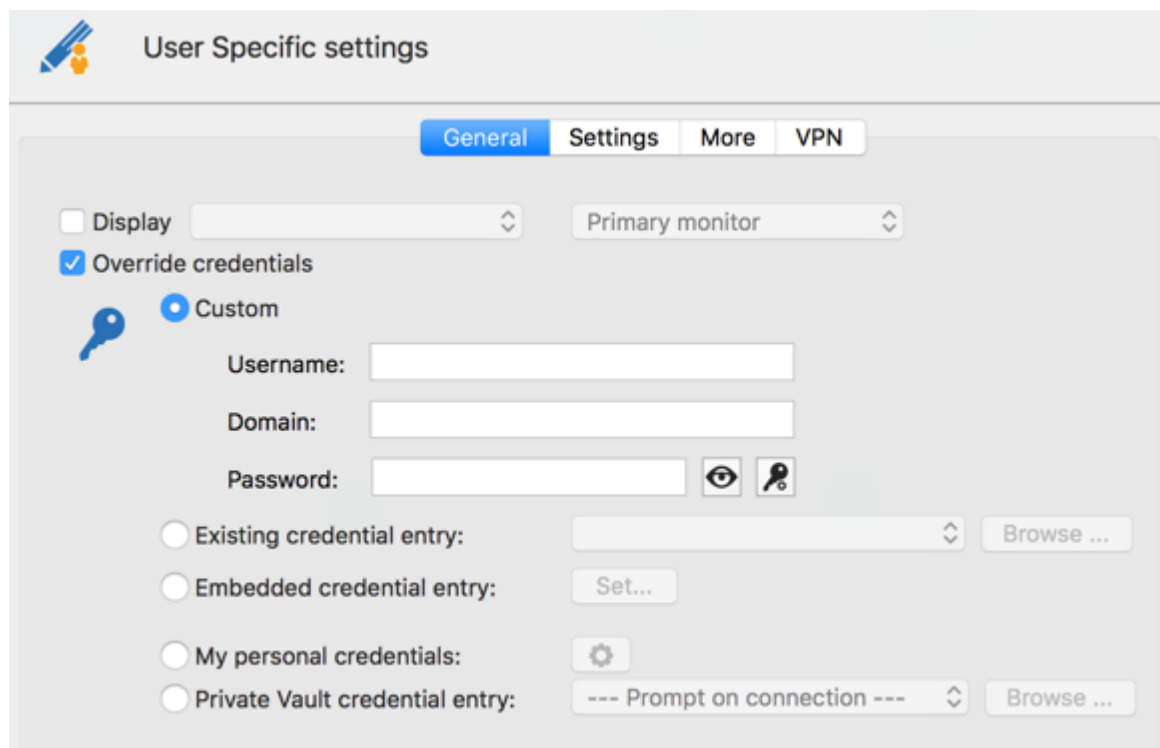 User Specific settings
General Settings More VPN
Display Primary monitor
Override credentials
Custom
Username:
Domain:
Password:
Existing credential entry: Browse ...
Embedded credential entry: Set...
My personal credentials:
Private Vault credential entry: --- Prompt on connection --- Browse ...